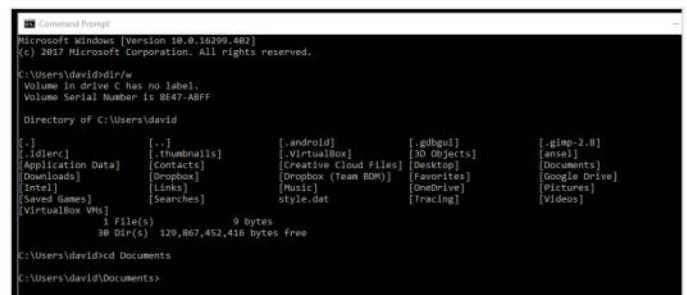 Command Prompt
Microsoft Windows [Version 10.0.16299.402]
(c) 2017 Microsoft Corporation. All rights reserved.
C:\Users\david>dir/w
Volume in drive C has no label.
Volume Serial Number is 8E47-ABFF
Directory of C:\Users\david
[.] [..] [.android] [.gdbgui] [.gimp-2.8]
[.idlerc] [.thumbnails] [.VirtualBox] [3D Objects] [ansel]
[Application Data] [Contacts] [Creative Cloud Files] [Desktop] [Documents]
[Downloads] [Dropbox] [Dropbox (Team BDM)] [Favorites] [Google Drive]
[Intel] [Links] [Music] [OneDrive] [Pictures]
[Saved Games] [Searches] style.dat [Tracing] [Videos]
[VirtualBox VMs]
1 File(s) 9 bytes
30 Dir(s) 129,867,452,416 bytes free
C:\Users\david>cd Documents
C:\Users\david\Documents>